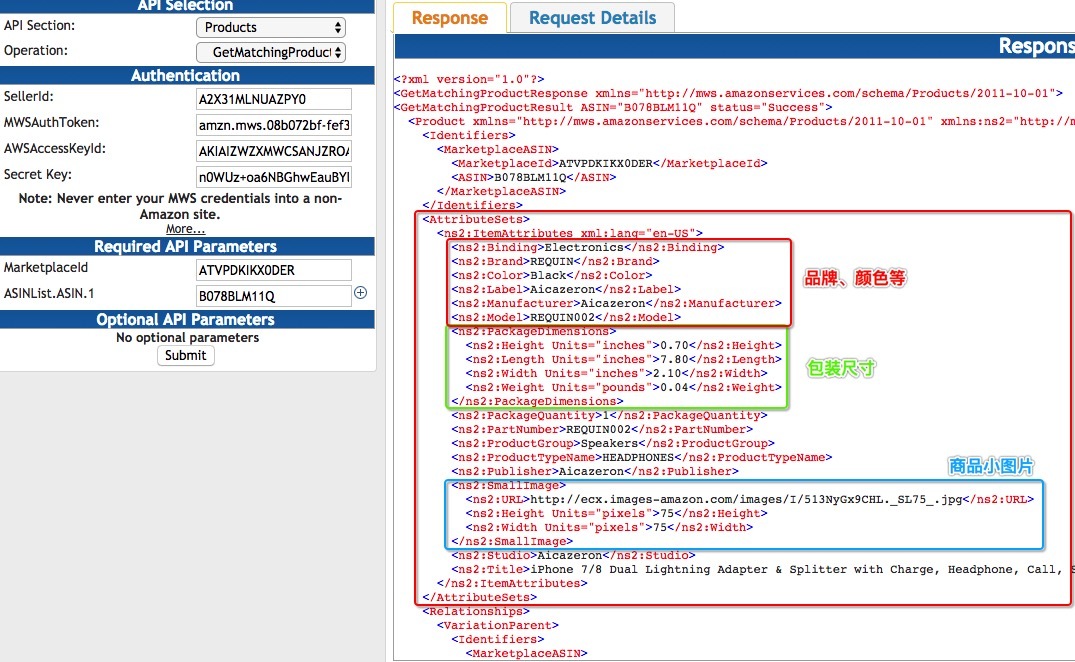 API Selection
API Section:
Products
Operation:
GetMatchingProduct
Authentication
SellerId:
A2X31MLNUAZPY0
MWSAuthToken:
amzn.mws.08b072bf-fef3
AWSAccessKeyId:
AKIAIZWZXMWCSANJZROA
Secret Key:
n0WUz+oa6NBGhwEauBYI
Note: Never enter your MWS credentials into a non-
Amazon site.
More...
Required API Parameters
MarketplaceId
ATVPDKIKX0DER
ASINList.ASIN.1
B078BLM11Q
Optional API Parameters
No optional parameters
Submit
Response
Request Details
Respons
<?xml version="1.0"?>
<GetMatchingProductResponse xmlns="http://mws.amazonservices.com/schema/Products/2011-10-01">
<GetMatchingProductResult ASIN="B078BLM11Q" status="Success">
<Product xmlns="http://mws.amazonservices.com/schema/Products/2011-10-01" xmlns:ns2="http://m
<Identifiers>
<MarketplaceASIN>
<MarketplaceId>ATVPDKIKX0DER</MarketplaceId>
<ASIN>B078BLM11Q</ASIN>
</MarketplaceASIN>
</Identifiers>
<AttributeSets>
<ns2:ItemAttributes xml:lang="en-US">
<ns2:Binding>Electronics</ns2:Binding>
<ns2:Brand>REQUIN</ns2:Brand>
<ns2:Color>Black</ns2:Color>
<ns2:Label>Aicazeron</ns2:Label>
<ns2:Manufacturer>Aicazeron</ns2:Manufacturer>
<ns2:Model>REQUIN002</ns2:Model>
品牌、颜色等
<ns2:PackageDimensions>
<ns2:Height Units="inches">0.70</ns2:Height>
<ns2:Length Units="inches">7.80</ns2:Length>
<ns2:Width Units="inches">2.10</ns2:Width>
<ns2:Weight Units="pounds">0.04</ns2:Weight>
</ns2:PackageDimensions>
包装尺寸
<ns2:PackageQuantity>1</ns2:PackageQuantity>
<ns2:PartNumber>REQUIN002</ns2:PartNumber>
<ns2:ProductGroup>Speakers</ns2:ProductGroup>
<ns2:ProductTypeName>HEADPHONES</ns2:ProductTypeName>
<ns2:Publisher>Aicazeron</ns2:Publisher>
商品小图片
<ns2:SmallImage>
<ns2:URL>http://ecx.images-amazon.com/images/I/513NyGx9CHL._SL75_.jpg</ns2:URL>
<ns2:Height Units="pixels">75</ns2:Height>
<ns2:Width Units="pixels">75</ns2:Width>
</ns2:SmallImage>
<ns2:Studio>Aicazeron</ns2:Studio>
<ns2:Title>iPhone 7/8 Dual Lightning Adapter & Splitter with Charge, Headphone, Call, S
</ns2:ItemAttributes>
</AttributeSets>
<Relationships>
<VariationParent>
<Identifiers>
<MarketplaceASIN>